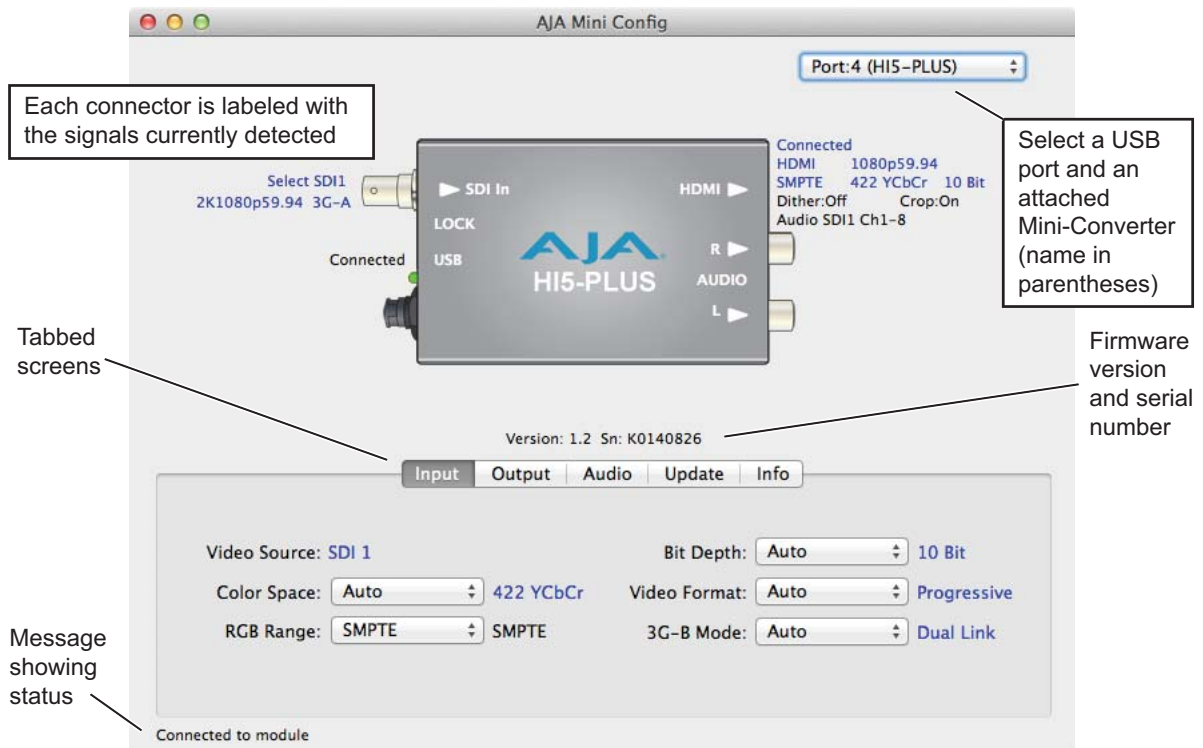 AJA Mini Config
Port:4 (HI5-PLUS)
Each connector is labeled with
the signals currently detected
Select a USB
port and an
attached
Mini-Converter
(name in
parentheses)
Select SDI1
2K1080p59.94 3G-A
Connected
SDI In
LOCK
USB
AJA
HI5-PLUS
HDMI
R
AUDIO
L
Connected
HDMI 1080p59.94
SMPTE 422 YCbCr 10 Bit
Dither:Off Crop:On
Audio SDI1 Ch1-8
Tabbed
screens
Firmware
version
and serial
number
Version: 1.2 Sn: K0140826
Input Output Audio Update Info
Video Source: SDI 1
Bit Depth: Auto 10 Bit
Color Space: Auto 422 YCbCr
Video Format: Auto Progressive
RGB Range: SMPTE SMPTE
3G-B Mode: Auto Dual Link
Message
showing
status
Connected to module